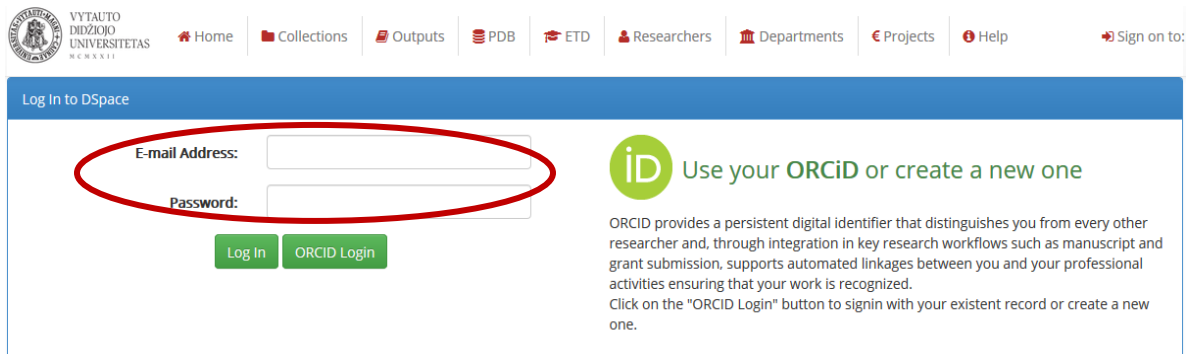 VYTAUTO
DIDŽIOJO
UNIVERSITETAS
MCMXXII
Home
Collections
Outputs
PDB
ETD
Researchers
Departments
€ Projects
Help
Sign on to:
Log In to DSpace
E-mail Address:
Password:
Log In
ORCID Login
iD Use your ORCiD or create a new one
ORCID provides a persistent digital identifier that distinguishes you from every other
researcher and, through integration in key research workflows such as manuscript and
grant submission, supports automated linkages between you and your professional
activities ensuring that your work is recognized.
Click on the "ORCID Login" button to signin with your existent record or create a new
one.